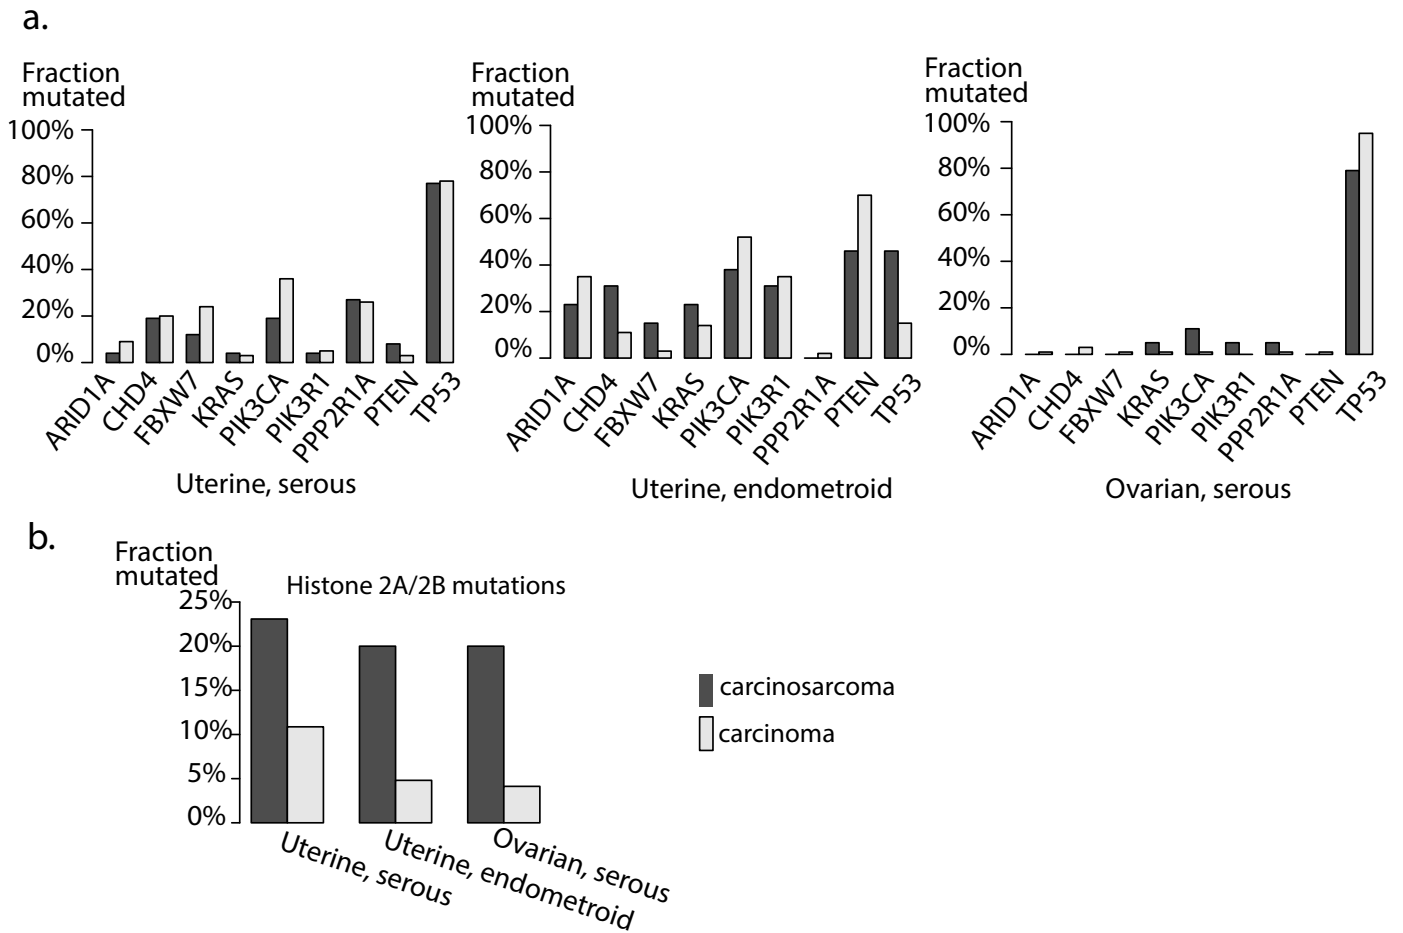 a.
Fraction
mutated
100%
80%
60%
40%
20%
0%
ARID1A
CHD4
FBXW7
KRAS
PIK3CA
PIK3R1
PPP2R1A
PTEN
TP53
Uterine, serous
Fraction
mutated
100%
80%
60%
40%
20%
0%
ARID1A
CHD4
FBXW7
KRAS
PIK3CA
PIK3R1
PPP2R1A
PTEN
TP53
Uterine, endometroid
Fraction
mutated
100%
80%
60%
40%
20%
0%
ARID1A
CHD4
FBXW7
KRAS
PIK3CA
PIK3R1
PPP2R1A
PTEN
TP53
Ovarian, serous
b.
Fraction
mutated
Histone 2A/2B mutations
25%
20%
15%
10%
5%
0%
Uterine, serous
Uterine, endometroid
Ovarian, serous
carcinosarcoma
carcinoma